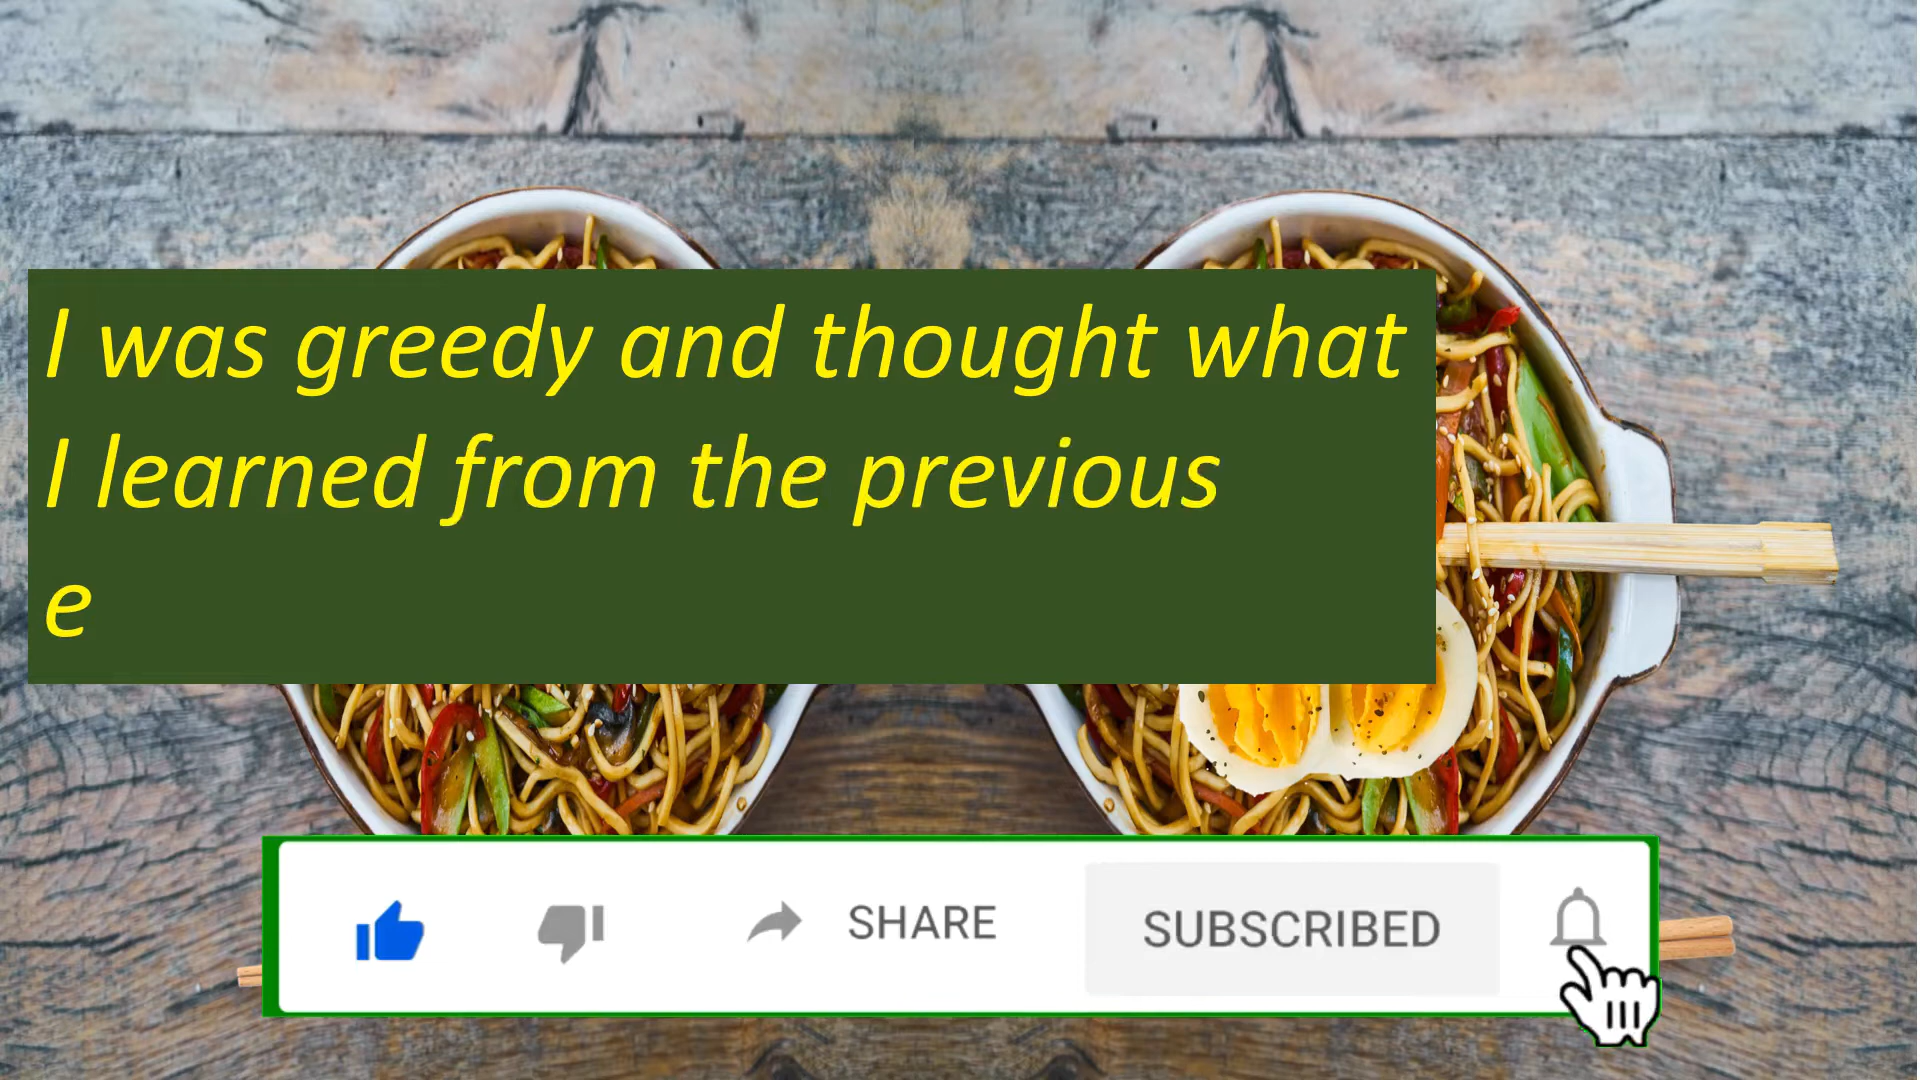 I was greedy and thought what
I learned from the previous
e
SHARE
SUBSCRIBED